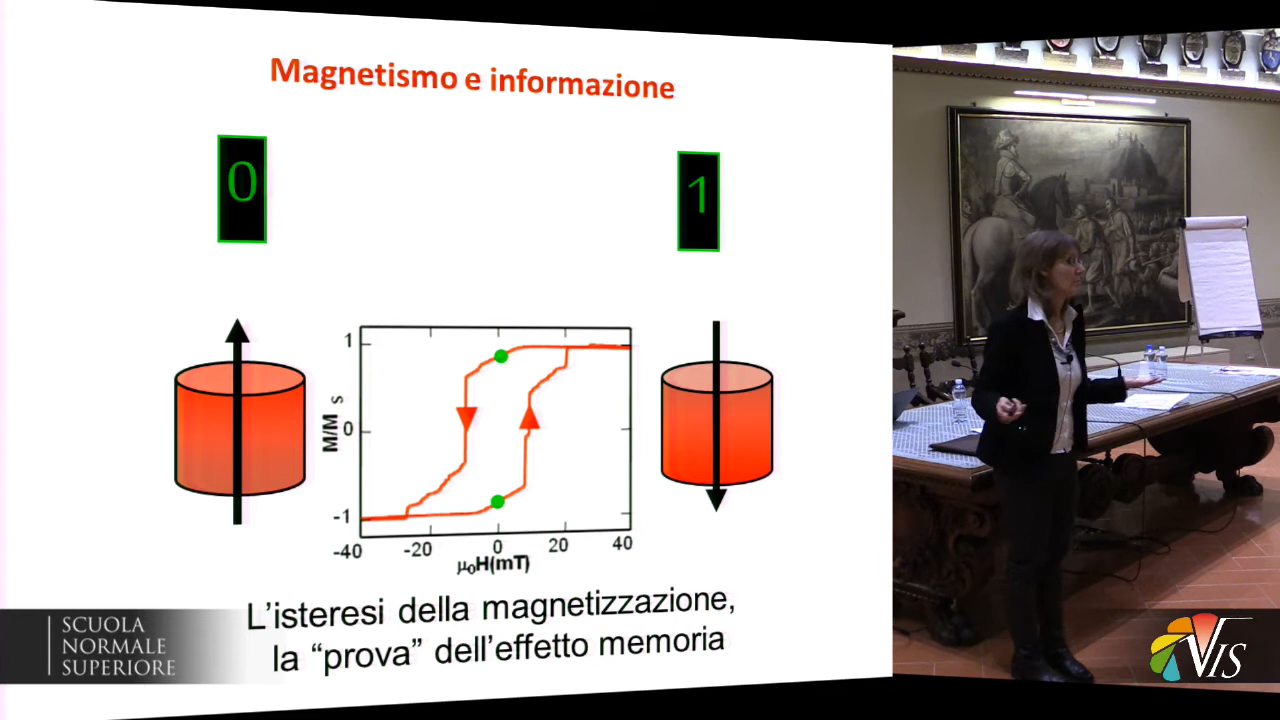 Magnetismo e informazione
0
1
1
0
-1
M/M s
-40
-20
0
20
40
μ₀H(mT)
L’isteresi della magnetizzazione,
la “prova” dell’effetto memoria
SCUOLA
NORMALE
SUPERIORE
VIS